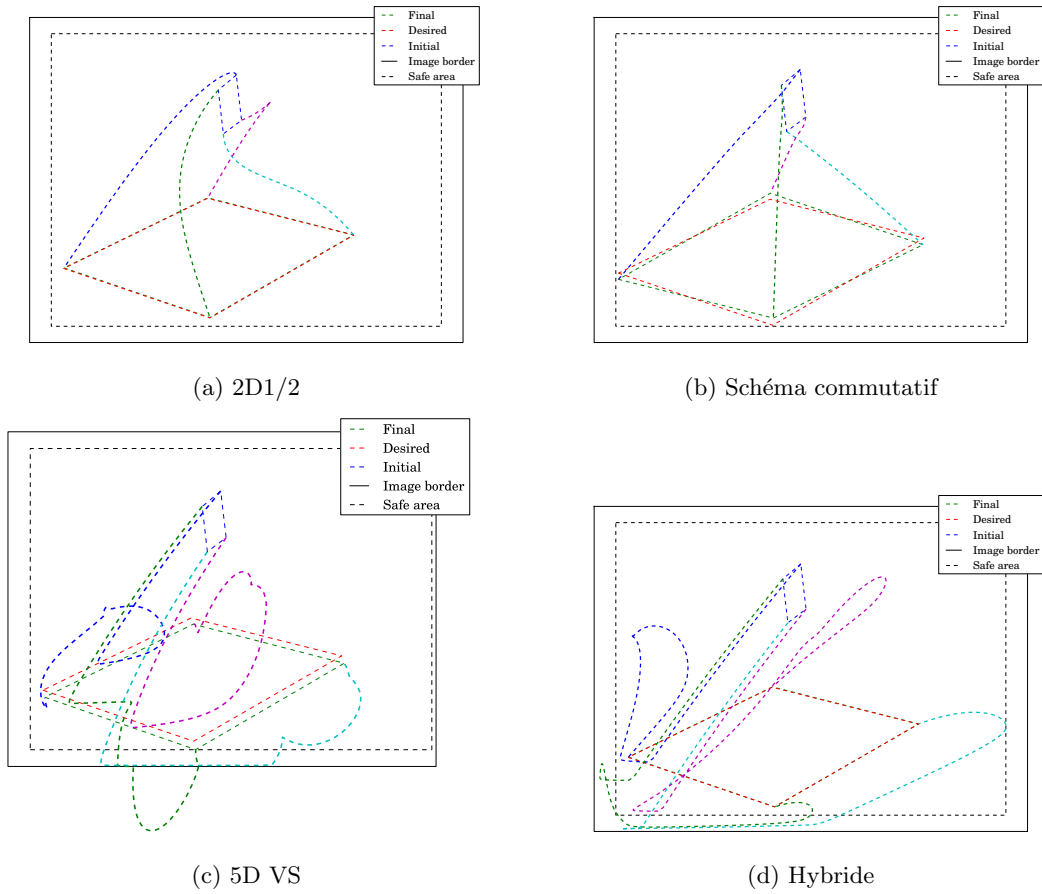 Final
Desired
Initial
Image border
Safe area
(a) 2D1/2
Final
Desired
Initial
Image border
Safe area
(b) Schéma commutatif
Final
Desired
Initial
Image border
Safe area
(c) 5D VS
Final
Desired
Initial
Image border
Safe area
(d) Hybride